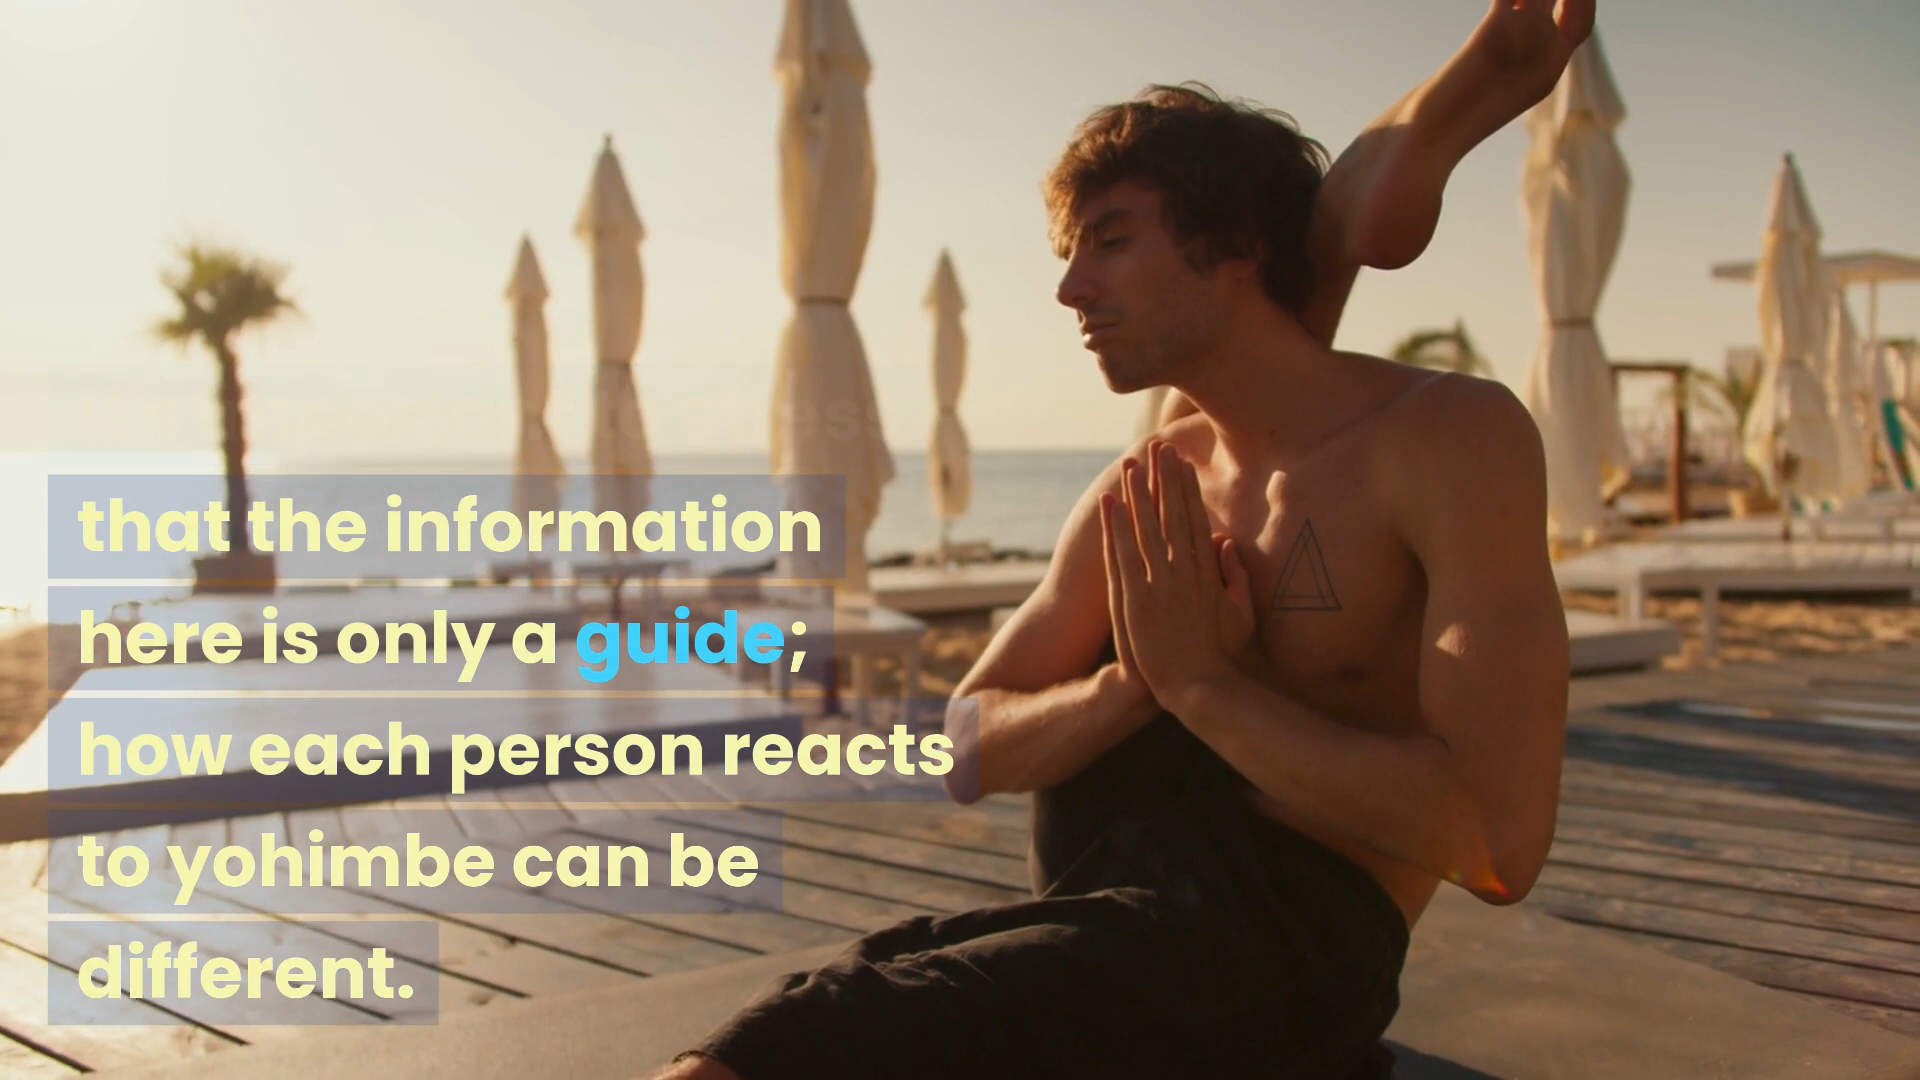 that the information
here is only a guide;
how each person reacts
to yohimbe can be
different.